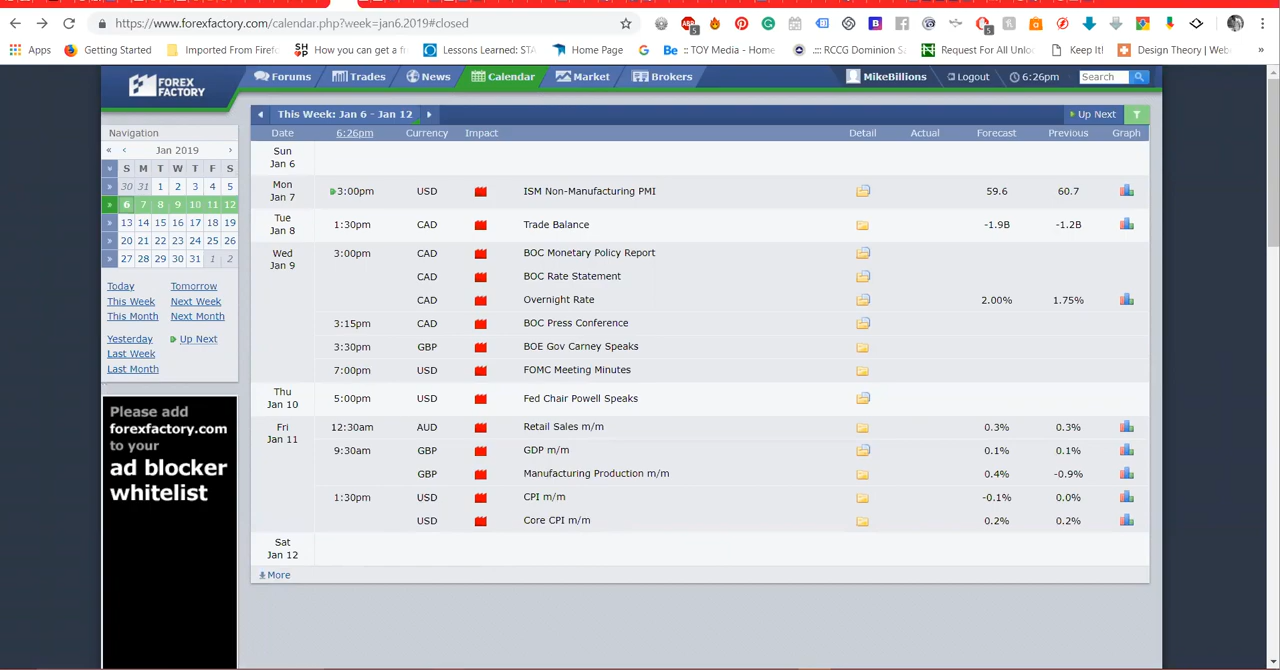 https://www.forexfactory.com/calendar.php?week=jan6.2019#closed
Apps Getting Started Imported From Firef How you can get a f Lessons Learned: STA Home Page Be :: TOY Media - Home .::: RCCG Dominion S Request For All Unlo Keep It! Design Theory | Web
FOREX FACTORY Forums Trades News Calendar Market Brokers MikeBillions Logout 6:26pm Search
This Week: Jan 6 - Jan 12 Up Next
Date 6:26pm Currency Impact Detail Actual Forecast Previous Graph
Sun Jan 6
Mon Jan 7 3:00pm USD ISM Non-Manufacturing PMI 59.6 60.7
Tue Jan 8 1:30pm CAD Trade Balance -1.9B -1.2B
Wed Jan 9 3:00pm CAD BOC Monetary Policy Report
CAD BOC Rate Statement
CAD Overnight Rate 2.00% 1.75%
3:15pm CAD BOC Press Conference
3:30pm GBP BOE Gov Carney Speaks
7:00pm USD FOMC Meeting Minutes
Thu Jan 10 5:00pm USD Fed Chair Powell Speaks
Fri Jan 11 12:30am AUD Retail Sales m/m 0.3% 0.3%
9:30am GBP GDP m/m 0.1% 0.1%
GBP Manufacturing Production m/m 0.4% -0.9%
1:30pm USD CPI m/m -0.1% 0.0%
USD Core CPI m/m 0.2% 0.2%
Sat Jan 12
More
Navigation
« ‹ Jan 2019 ›
S M T W T F S
30 31 1 2 3 4 5
6 7 8 9 10 11 12
13 14 15 16 17 18 19
20 21 22 23 24 25 26
27 28 29 30 31 1 2
Today Tomorrow
This Week Next Week
This Month Next Month
Yesterday Up Next
Last Week
Last Month
Please add
forexfactory.com
to your
ad blocker
whitelist